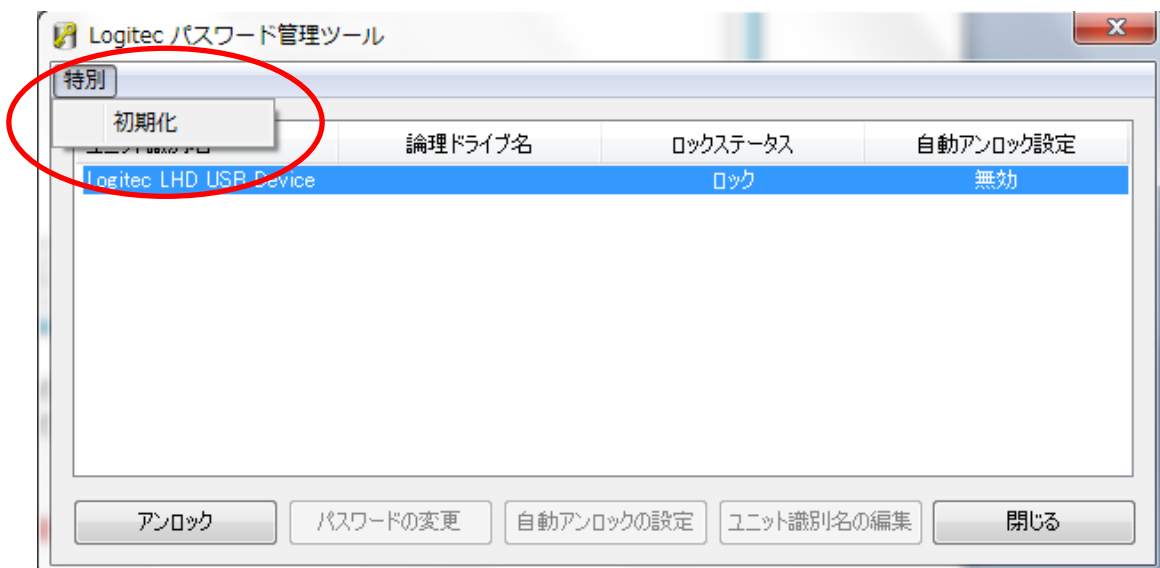 Logitec パスワード管理ツール
特別
初期化
論理ドライブ名 ロックステータス 自動アンロック設定
Logitec LHD USB Device ロック 無効
アンロック パスワードの変更 自動アンロックの設定 ユニット識別名の編集 閉じる